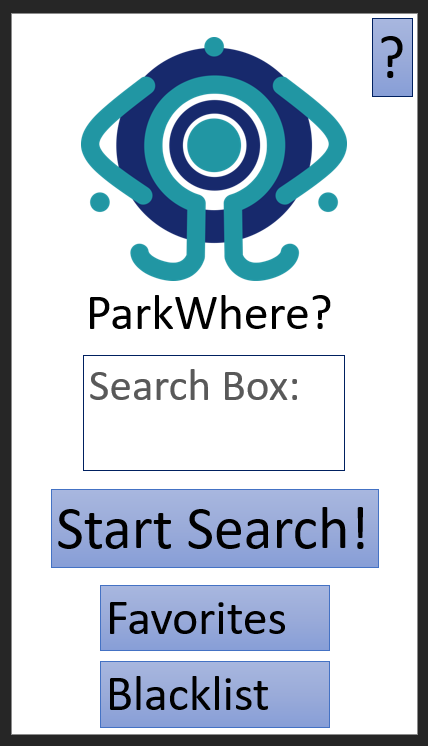 ?
ParkWhere?
Search Box:
Start Search!
Favorites
Blacklist